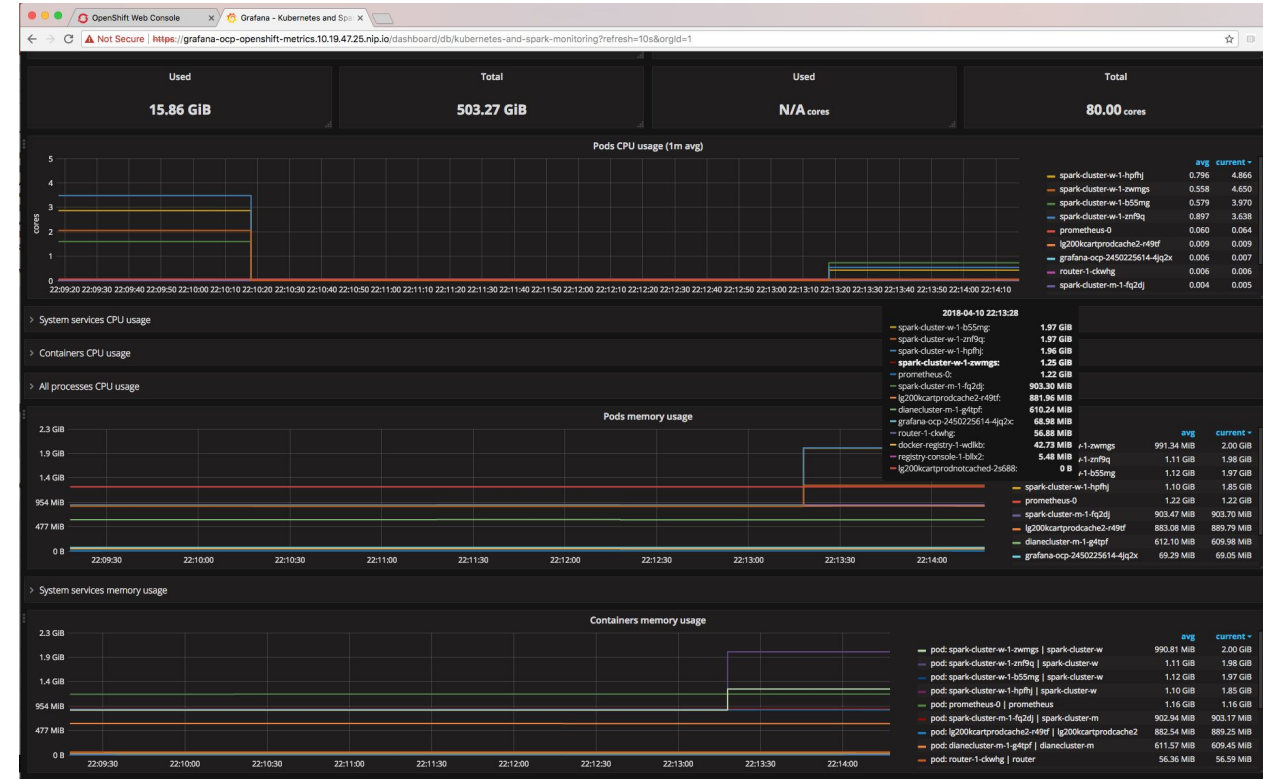 OpenShift Web Console
Grafana - Kubernetes and Spar
Not Secure | https://grafana-ocp-openshift-metrics.10.19.47.25.nip.io/dashboard/db/kubernetes-and-spark-monitoring?refresh=10s&orgId=1
Used
15.86 GiB
Total
503.27 GiB
Used
N/A cores
Total
80.00 cores
Pods CPU usage (1m avg)
cores
5
4
3
2
1
0
22:09:20 22:09:30 22:09:40 22:09:50 22:10:00 22:10:10 22:10:20 22:10:30 22:10:40 22:10:50 22:11:00 22:11:10 22:11:20 22:11:30 22:11:40 22:11:50 22:12:00 22:12:10 22:12:20 22:12:30 22:12:40 22:12:50 22:13:00 22:13:10 22:13:20 22:13:30 22:13:40 22:13:50 22:14:00 22:14:10
avg current
spark-cluster-w-1-hpfhj 0.796 4.866
spark-cluster-w-1-zwmgs 0.558 4.650
spark-cluster-w-1-b55mg 0.579 3.970
spark-cluster-w-1-znf9q 0.897 3.638
prometheus-0 0.060 0.064
lg200kcartprodcache2-r49tf 0.009 0.009
grafana-ocp-2450225614-4jq2x 0.006 0.007
router-1-ckwhg 0.006 0.006
spark-cluster-m-1-fq2dj 0.004 0.005
System services CPU usage
Containers CPU usage
All processes CPU usage
2018-04-10 22:13:28
spark-cluster-w-1-b55mg: 1.97 GiB
spark-cluster-w-1-znf9q: 1.97 GiB
spark-cluster-w-1-hpfhj: 1.96 GiB
spark-cluster-w-1-zwmgs: 1.25 GiB
prometheus-0: 1.22 GiB
spark-cluster-m-1-fq2dj: 903.30 MiB
lg200kcartprodcache2-r49tf: 881.96 MiB
dianecluster-m-1-g4tpf: 610.24 MiB
grafana-ocp-2450225614-4jq2x: 68.98 MiB
router-1-ckwhg: 56.88 MiB
docker-registry-1-wdlkb: 42.73 MiB
registry-console-1-bllx2: 5.48 MiB
lg200kcartprodnotcached-2s688: 0 B
Pods memory usage
2.3 GiB
1.9 GiB
1.4 GiB
954 MiB
477 MiB
0 B
22:09:30 22:10:00 22:10:30 22:11:00 22:11:30 22:12:00 22:12:30 22:13:00 22:13:30 22:14:00
avg current
-1-zwmgs 991.34 MiB 2.00 GiB
-1-znf9q 1.11 GiB 1.98 GiB
-1-b55mg 1.12 GiB 1.97 GiB
spark-cluster-w-1-hpfhj 1.10 GiB 1.85 GiB
prometheus-0 1.22 GiB 1.22 GiB
spark-cluster-m-1-fq2dj 903.47 MiB 903.70 MiB
lg200kcartprodcache2-r49tf 883.08 MiB 889.79 MiB
dianecluster-m-1-g4tpf 612.10 MiB 609.98 MiB
grafana-ocp-2450225614-4jq2x 69.29 MiB 69.05 MiB
System services memory usage
Containers memory usage
2.3 GiB
1.9 GiB
1.4 GiB
954 MiB
477 MiB
0 B
22:09:30 22:10:00 22:10:30 22:11:00 22:11:30 22:12:00 22:12:30 22:13:00 22:13:30 22:14:00
avg current
pod: spark-cluster-w-1-zwmgs | spark-cluster-w 990.81 MiB 2.00 GiB
pod: spark-cluster-w-1-znf9q | spark-cluster-w 1.11 GiB 1.98 GiB
pod: spark-cluster-w-1-b55mg | spark-cluster-w 1.12 GiB 1.97 GiB
pod: spark-cluster-w-1-hpfhj | spark-cluster-w 1.10 GiB 1.85 GiB
pod: prometheus-0 | prometheus 1.16 GiB 1.16 GiB
pod: spark-cluster-m-1-fq2dj | spark-cluster-m 902.94 MiB 903.17 MiB
pod: lg200kcartprodcache2-r49tf | lg200kcartprodcache2 882.54 MiB 889.25 MiB
pod: dianecluster-m-1-g4tpf | dianecluster-m 611.57 MiB 609.45 MiB
pod: router-1-ckwhg | router 56.36 MiB 56.59 MiB